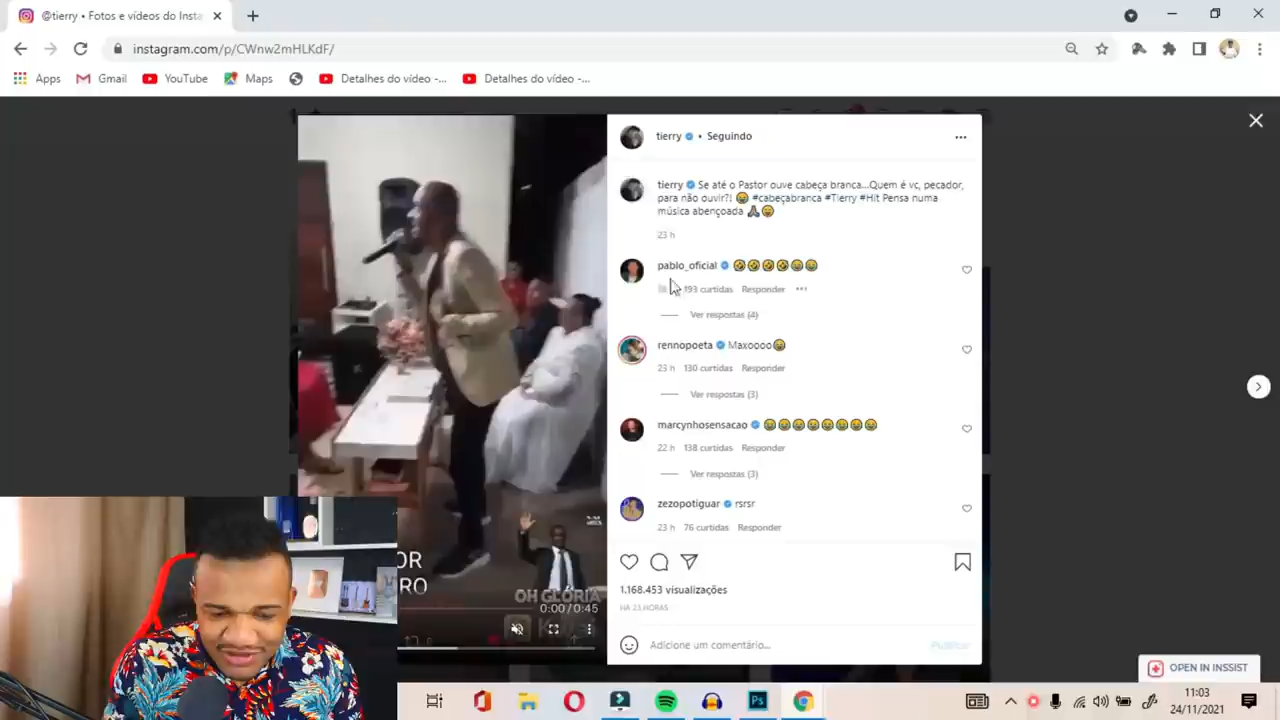 @tierry • Fotos e vídeos do Insta
instagram.com/p/CWnw2mHLKdF/
Apps
Gmail
YouTube
Maps
Detalhes do vídeo -...
Detalhes do vídeo -...
tierry • Seguindo
tierry Se até o Pastor ouve cabeça branca...Quem é vc, pecador,
para não ouvir?! #cabeçabranca #Tierry #Hit Pensa numa
música abençoada
23 h
pablo_oficial
193 curtidas Responder
Ver respostas (4)
rennopoeta Maxoooo
23 h 130 curtidas Responder
Ver respostas (3)
marcynhosensacao
22 h 138 curtidas Responder
Ver respostas (3)
zezopotiguar rsrsr
23 h 76 curtidas Responder
OH GLÓRIA
0:00 / 0:45
1.168.453 visualizações
HÁ 23 HORAS
Adicione um comentário...
Publicar
OPEN IN INSSIST
Ps
24/11/2021